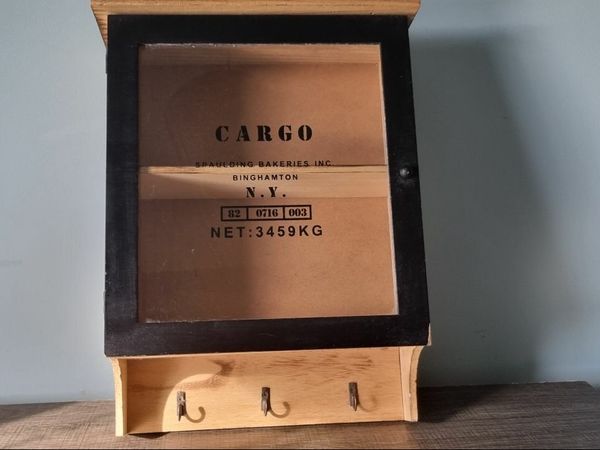 CARGO
SPAULDING BAKERIES INC.
BINGHAMTON
N.Y.
82 0716 003
NET:3459KG